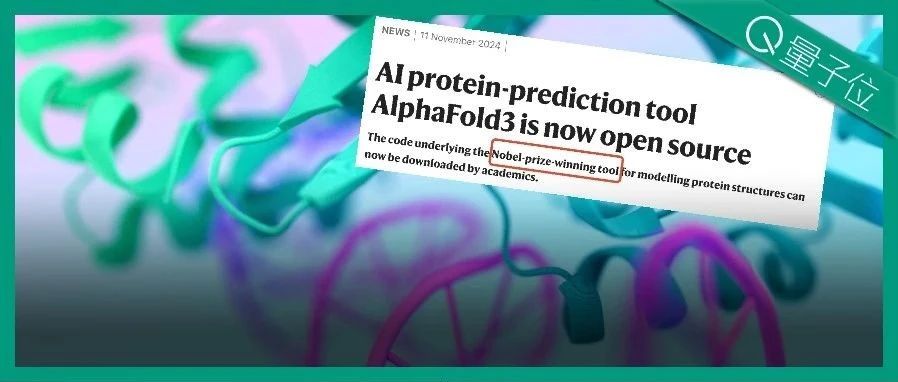 NEWS | 11 November 2024 |
AI protein-prediction tool
AlphaFold3 is now open source
The code underlying the Nobel-prize-winning tool for modelling protein structures can
now be downloaded by academics.
量子位